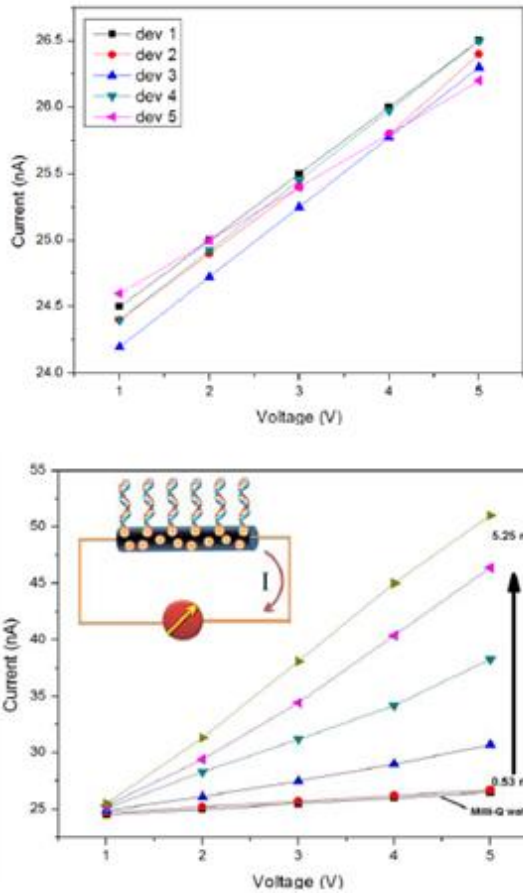 26.5
26.0
25.5
25.0
24.5
24.0
Current (nA)
dev 1
dev 2
dev 3
dev 4
dev 5
1 2 3 4 5
Voltage (V)
55
50
45
40
35
30
25
Current (nA)
I
5.25 n
0.53 n
Milli-Q wat
1 2 3 4 5
Voltage (V)